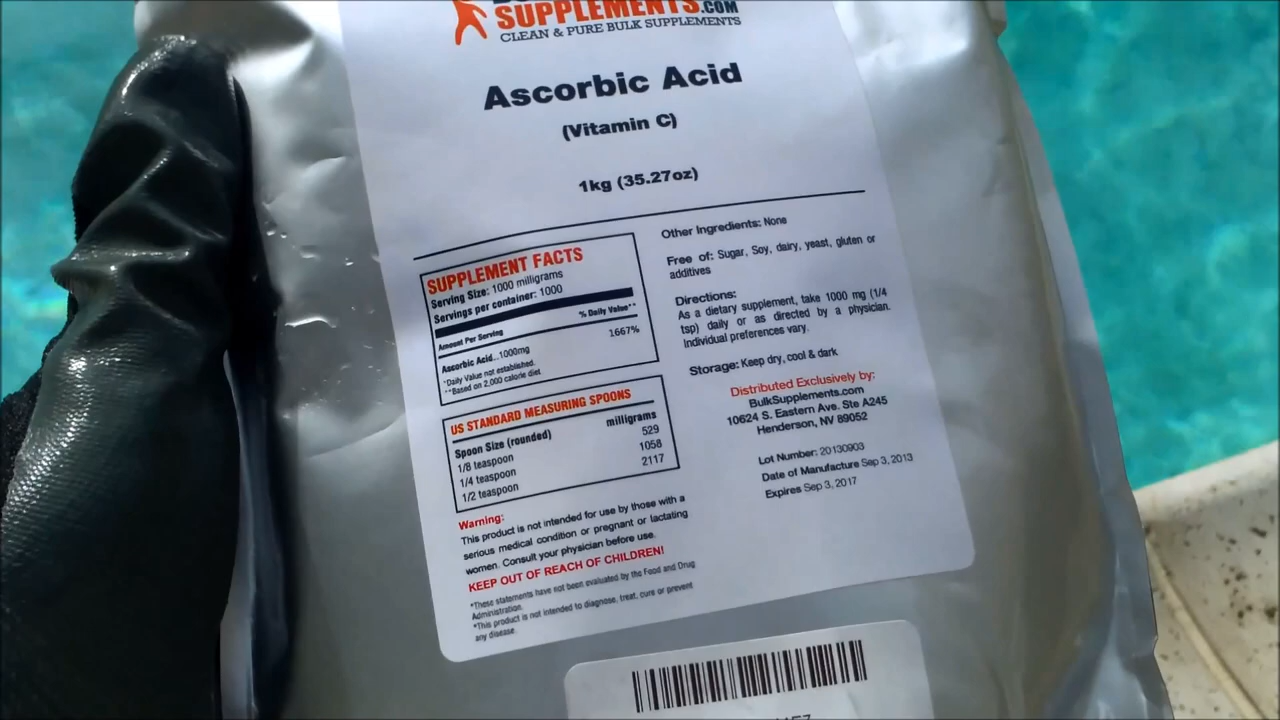 SUPPLEMENTS.COM
CLEAN & PURE BULK SUPPLEMENTS
Ascorbic Acid
(Vitamin C)
1kg (35.27oz)
SUPPLEMENT FACTS
Serving Size: 1000 milligrams
Servings per container: 1000
Amount Per Serving % Daily Value**
Ascorbic Acid..1000mg 1667%
*Daily Value not established.
**Based on 2,000 calorie diet
US STANDARD MEASURING SPOONS
Spoon Size (rounded) milligrams
1/8 teaspoon 529
1/4 teaspoon 1058
1/2 teaspoon 2117
Warning:
This product is not intended for use by those with a
serious medical condition or pregnant or lactating
women. Consult your physician before use.
KEEP OUT OF REACH OF CHILDREN!
*These statements have not been evaluated by the Food and Drug
Administration.
*This product is not intended to diagnose, treat, cure or prevent
any disease.
Other Ingredients: None
Free of: Sugar, Soy, dairy, yeast, gluten or
additives
Directions:
As a dietary supplement, take 1000 mg (1/4
tsp) daily or as directed by a physician.
Individual preferences vary.
Storage: Keep dry, cool & dark
Distributed Exclusively by:
BulkSupplements.com
10624 S. Eastern Ave. Ste A245
Henderson, NV 89052
Lot Number: 20130903
Date of Manufacture Sep 3, 2013
Expires Sep 3, 2017